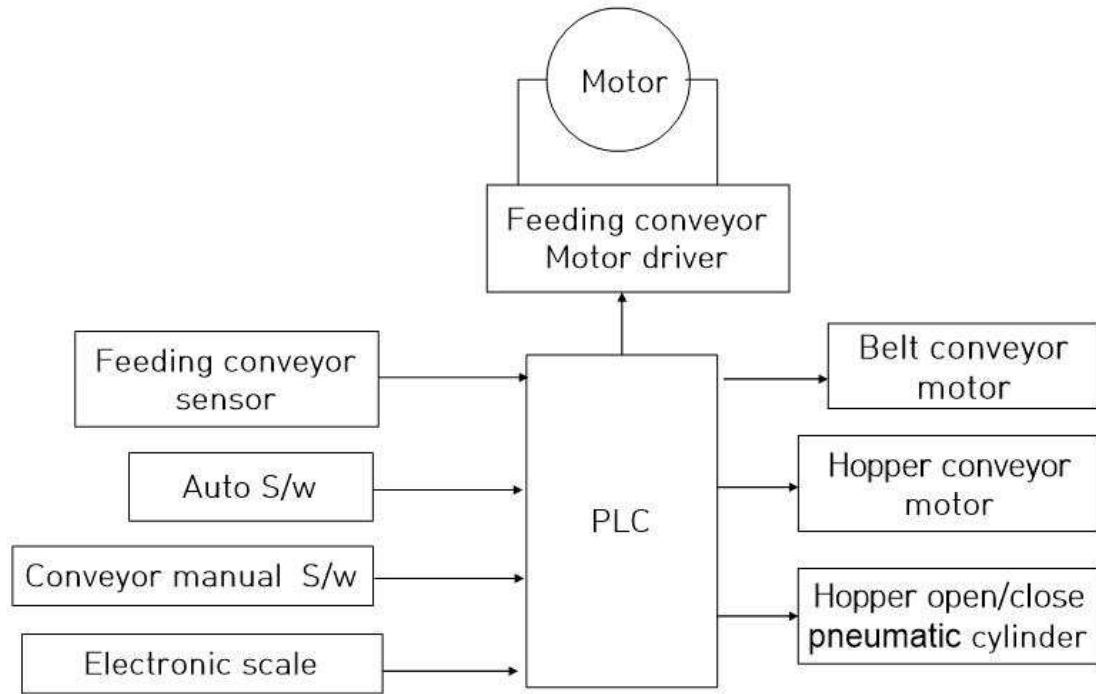 Motor
Feeding conveyor
Motor driver
Feeding conveyor
sensor
Auto S/w
Conveyor manual S/w
Electronic scale
PLC
Belt conveyor
motor
Hopper conveyor
motor
Hopper open/close
pneumatic cylinder